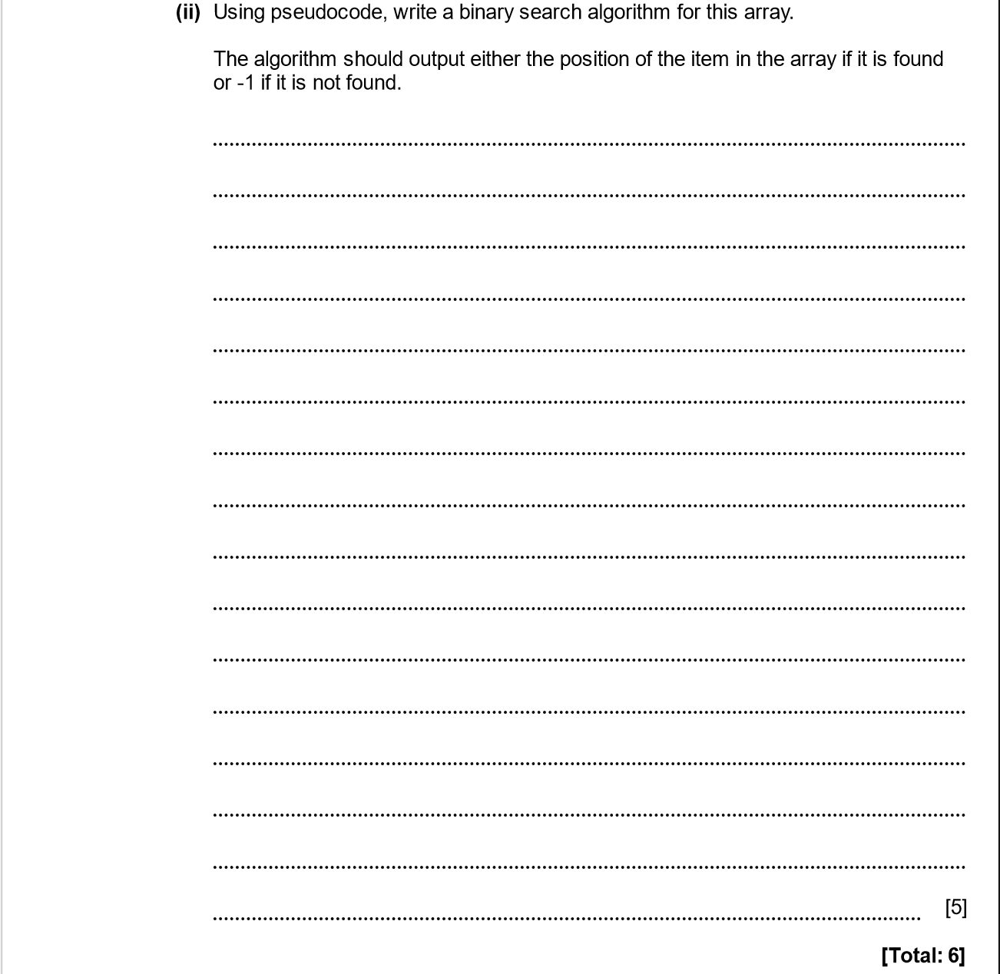 (ii) Using pseudocode, write a binary search algorithm for this array.
The algorithm should output either the position of the item in the array if it is found
or -1 if it is not found.
[5]
[Total: 6]